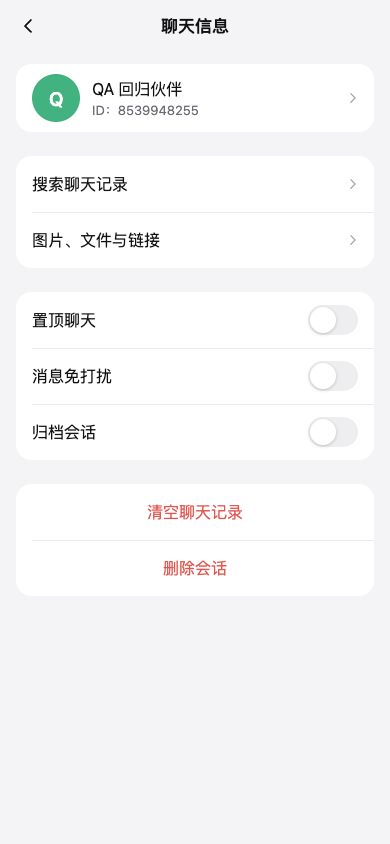 聊天信息
Q
QA 回归伙伴
ID：8539948255
搜索聊天记录
图片、文件与链接
置顶聊天
消息免打扰
归档会话
清空聊天记录
删除会话